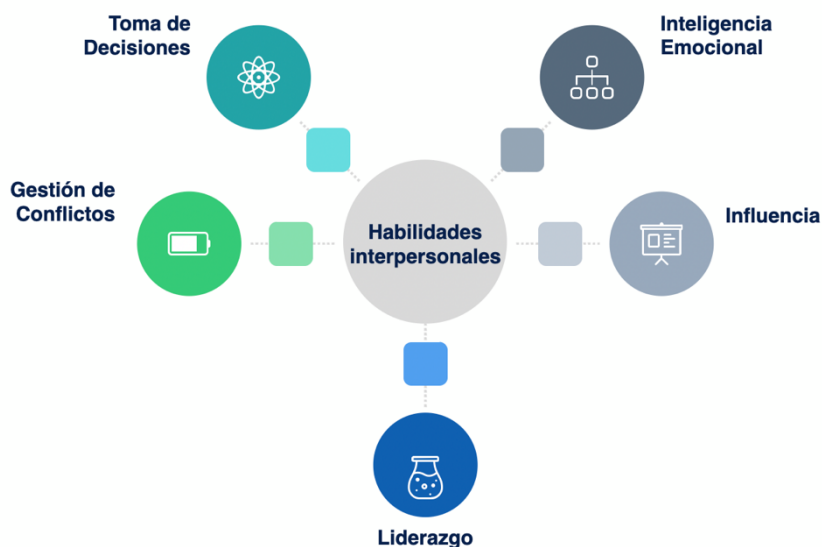 Toma de
Decisiones
Inteligencia
Emocional
Gestión de
Conflictos
Habilidades
interpersonales
Influencia
Liderazgo